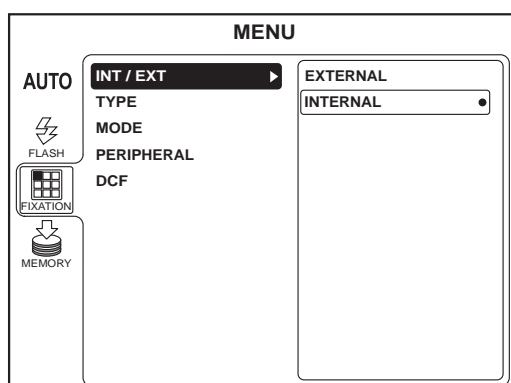 MENU
AUTO
FLASH
FIXATION
MEMORY
INT / EXT
TYPE
MODE
PERIPHERAL
DCF
EXTERNAL
INTERNAL